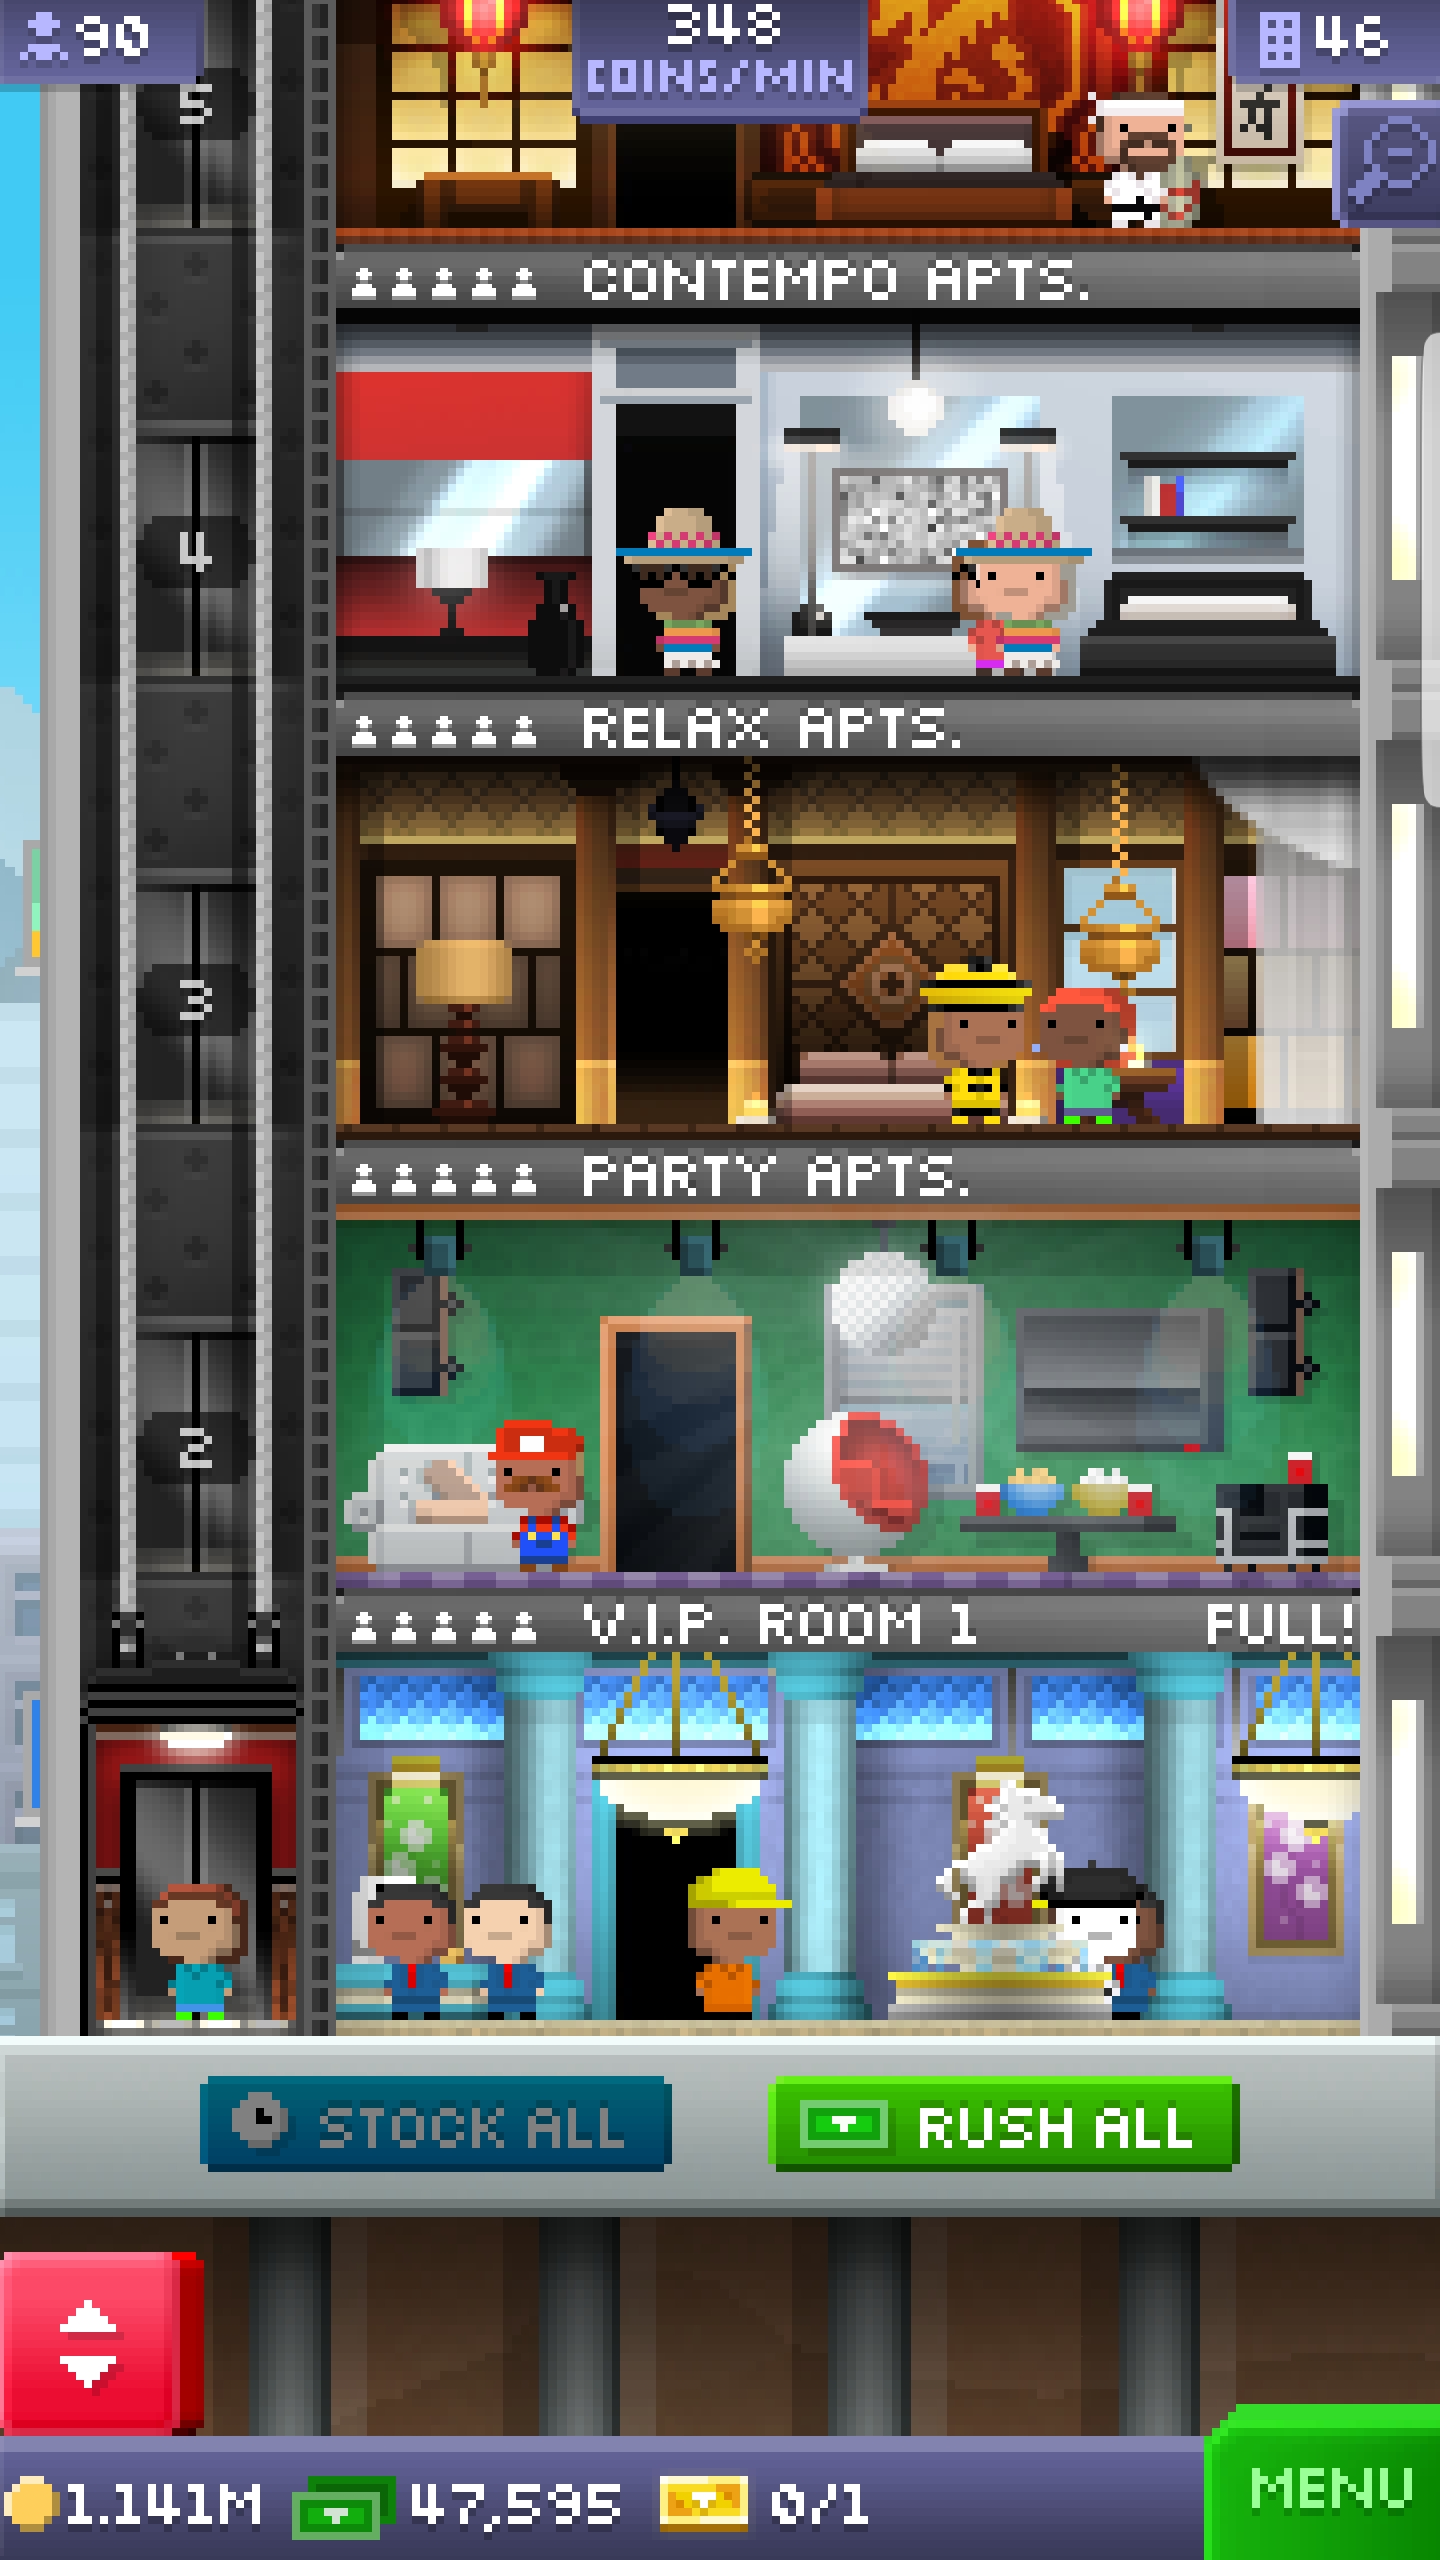 90
348
COINS/MIN
46
5
CONTEMPO APTS.
4
RELAX APTS.
3
PARTY APTS.
2
V.I.P. ROOM 1 FULL!
STOCK ALL
RUSH ALL
1.141M
47,595
0/1
MENU